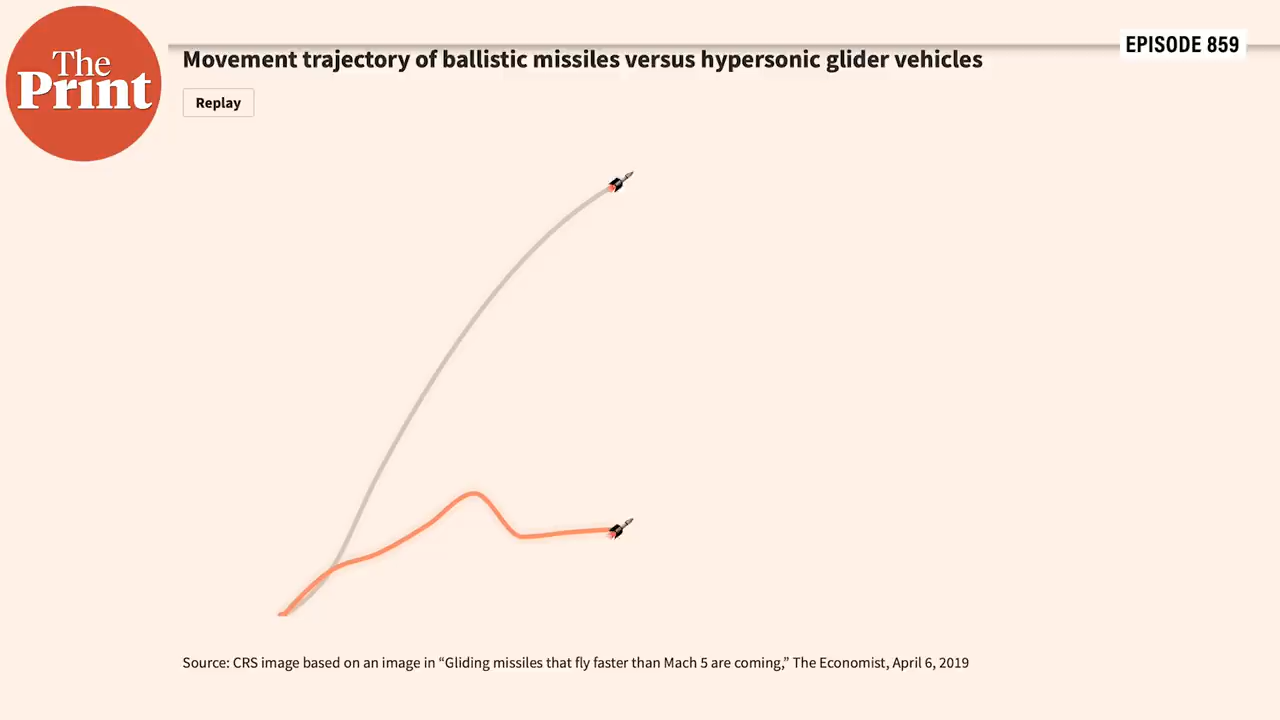 The
Print
EPISODE 859
Movement trajectory of ballistic missiles versus hypersonic glider vehicles
Replay
Source: CRS image based on an image in “Gliding missiles that fly faster than Mach 5 are coming,” The Economist, April 6, 2019